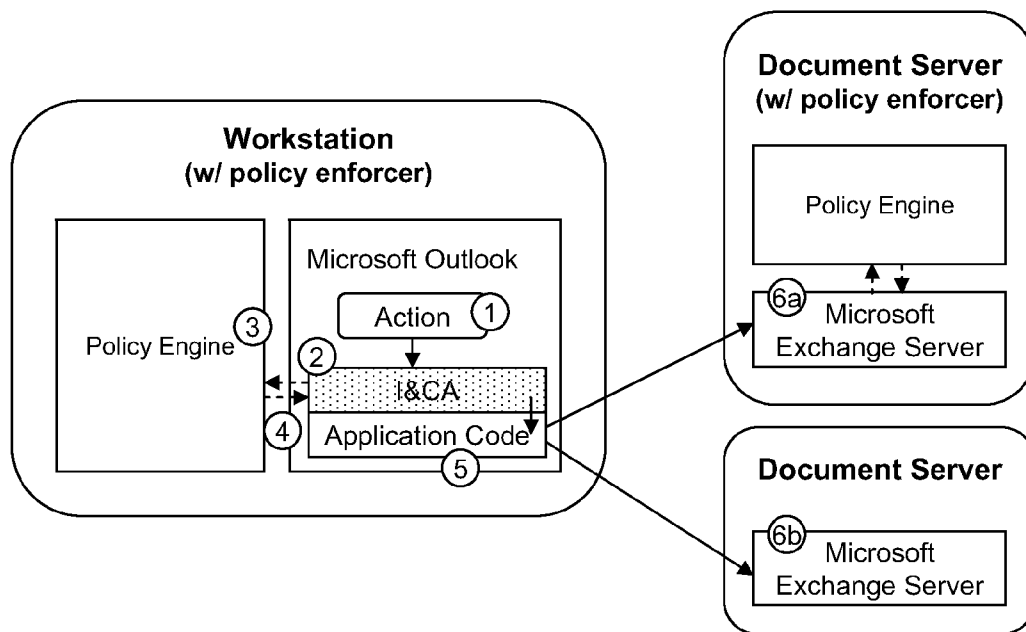 Workstation
(w/ policy enforcer)
Policy Engine
3
Microsoft Outlook
Action
1
2
I&CA
4
Application Code
5
Document Server
(w/ policy enforcer)
Policy Engine
6a
Microsoft
Exchange Server
Document Server
6b
Microsoft
Exchange Server